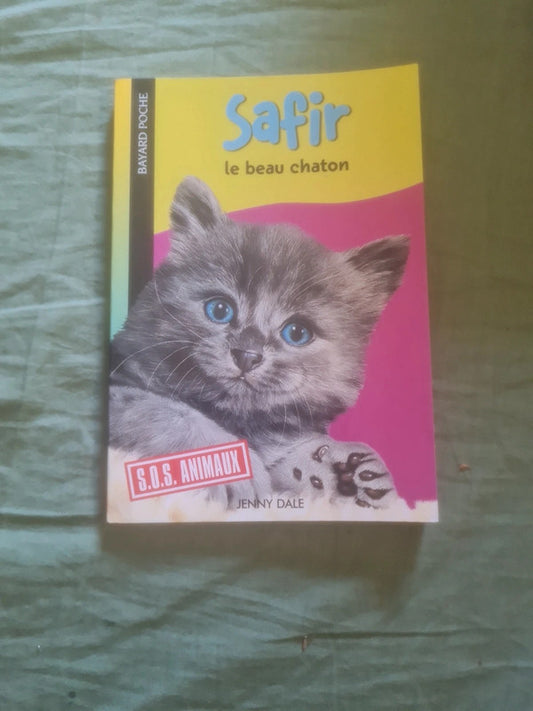 BAYARD POCHE
Safir
le beau chaton
S.O.S. ANIMAUX
JENNY DALE